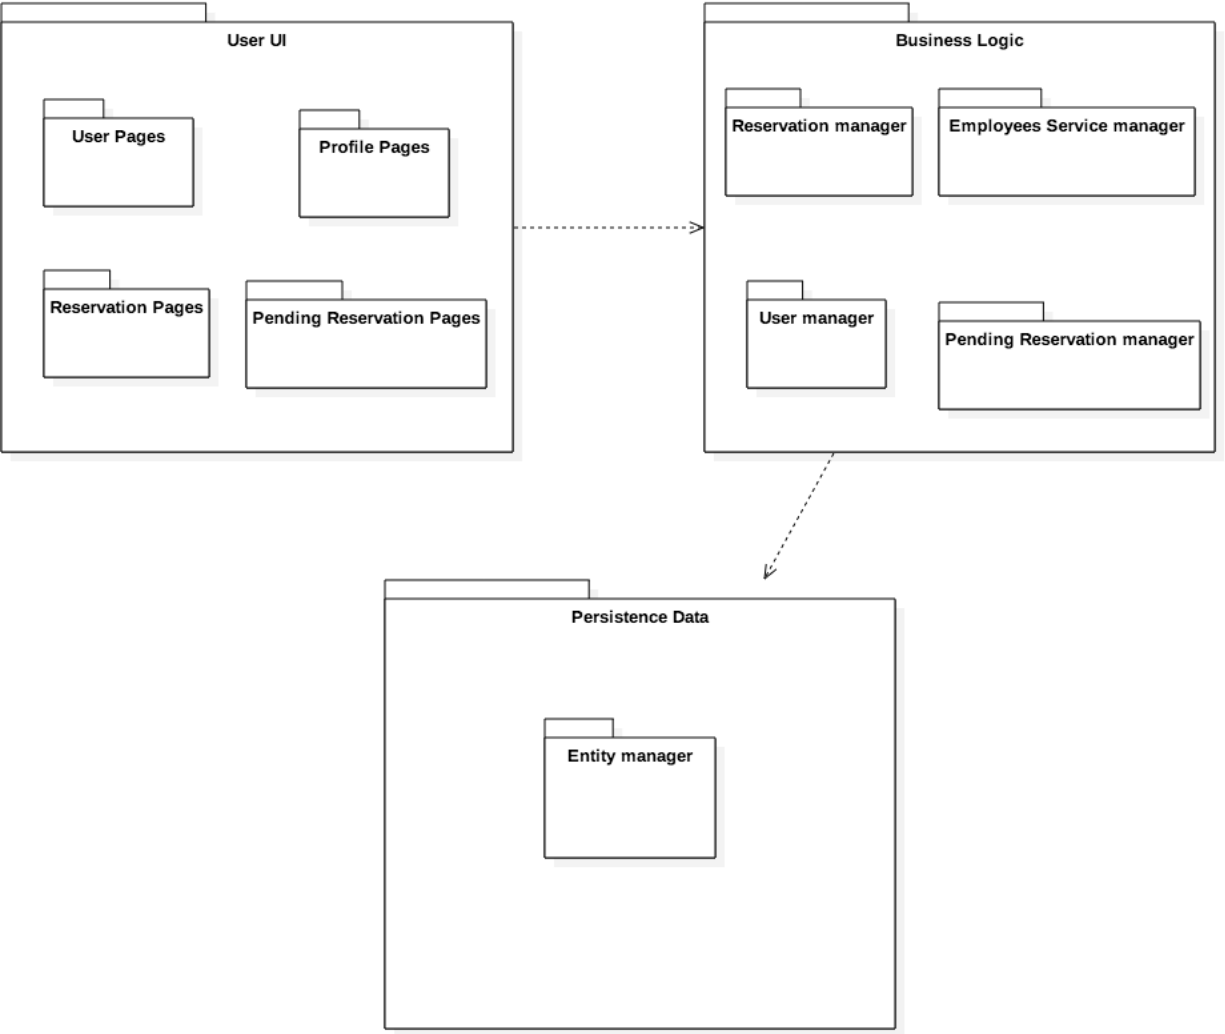 User UI
User Pages
Profile Pages
Reservation Pages
Pending Reservation Pages
Business Logic
Reservation manager
Employees Service manager
User manager
Pending Reservation manager
Persistence Data
Entity manager